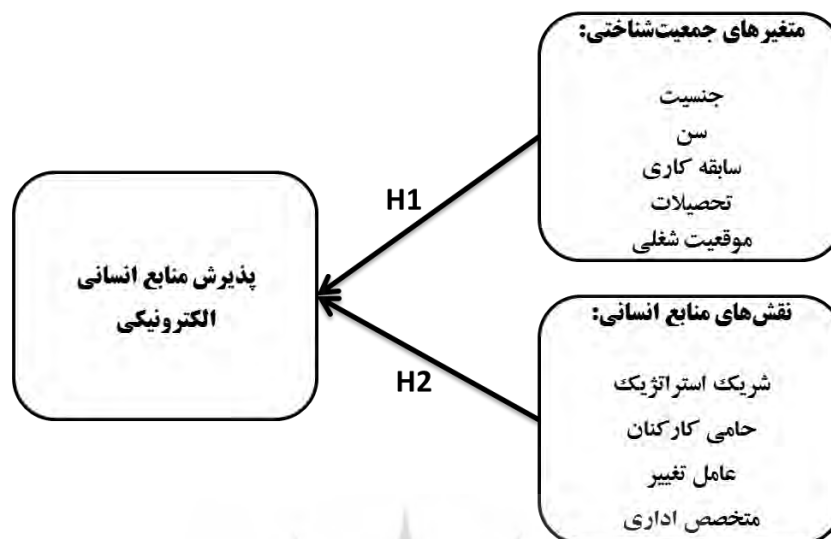 متغیرهای جمعیت‌شناختی:
جنسیت
سن
سابقه کاری
تحصیلات
موقعیت شغلی
H1
پذیرش منابع انسانی
الکترونیکی
H2
نقش‌های منابع انسانی:
شریک استراتژیک
حامی کارکنان
عامل تغییر
متخصص اداری